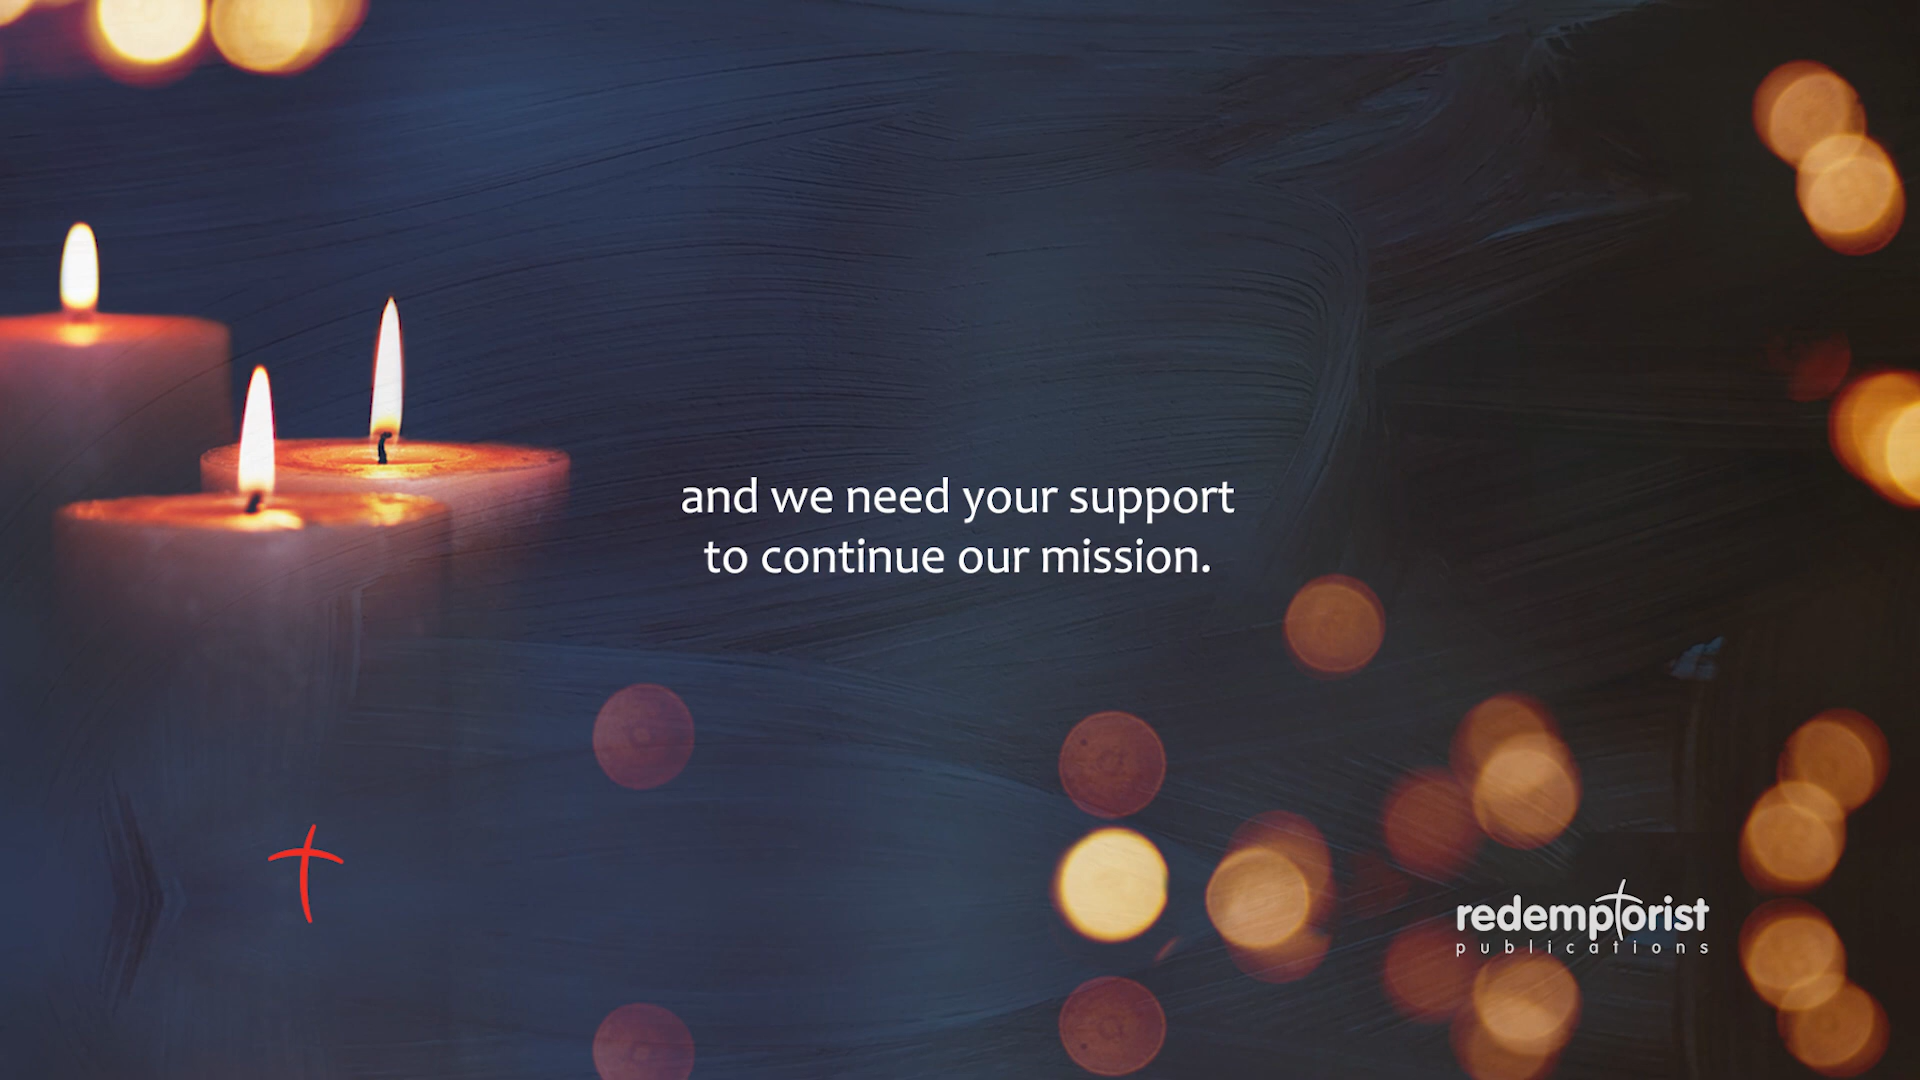 and we need your support
to continue our mission.
redemptorist
publications